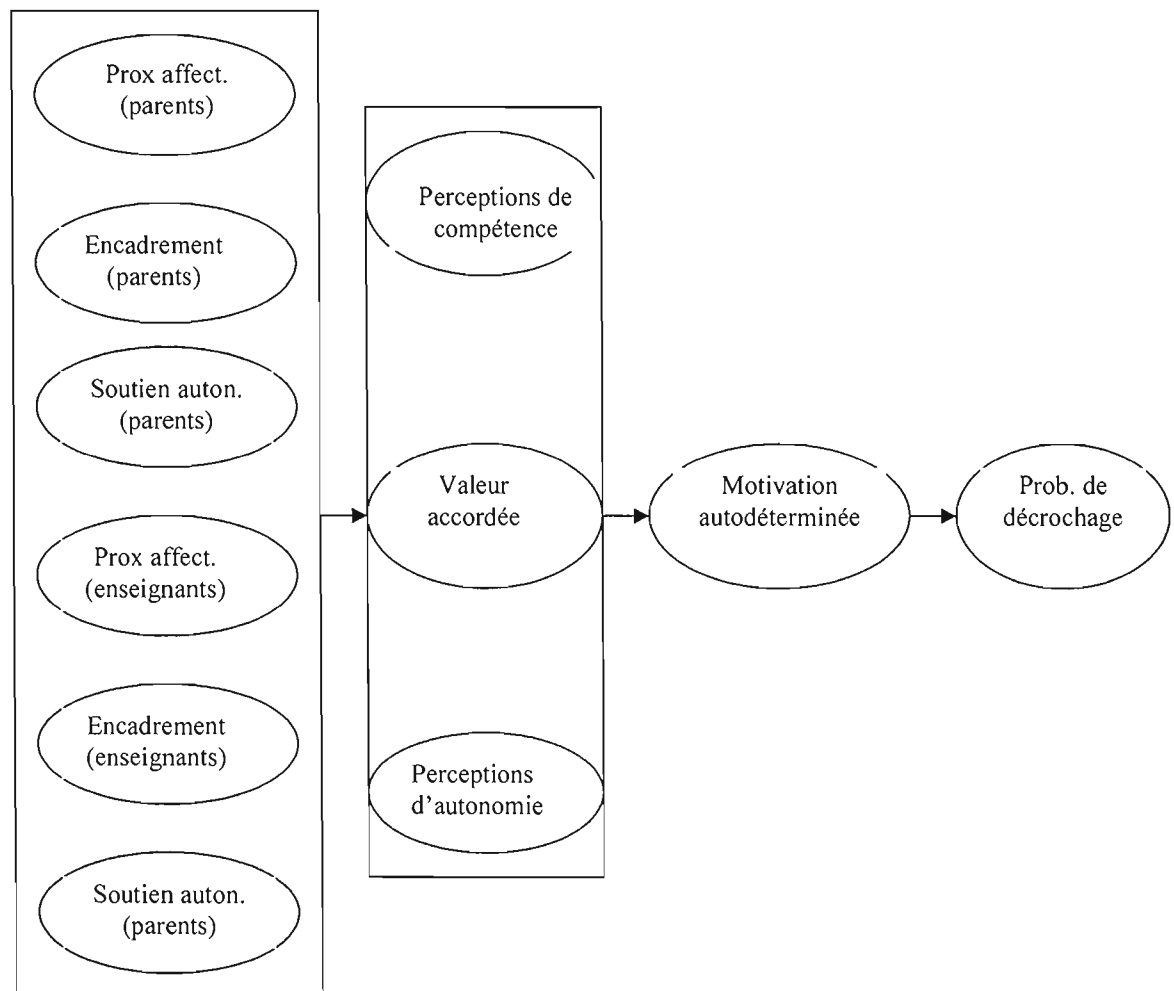 Prox affect.
(parents)
Encadrement
(parents)
Soutien auton.
(parents)
Prox affect.
(enseignants)
Encadrement
(enseignants)
Soutien auton.
(parents)
Perceptions de
compétence
Valeur
accordée
Perceptions
d'autonomie
Motivation
autodéterminée
Prob. de
décrochage